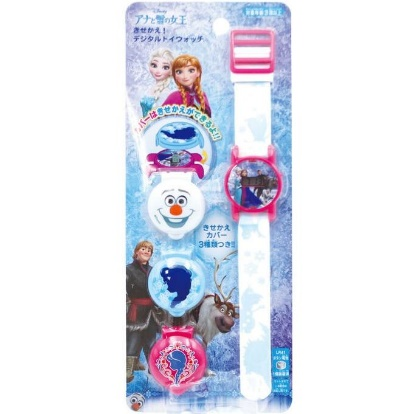 Disney
アナと雪の女王
きせかえ!
デジタルトイウォッチ
カバーはきせかえができるよ!!
きせかえ
カバー
3種類つき!!
LR41